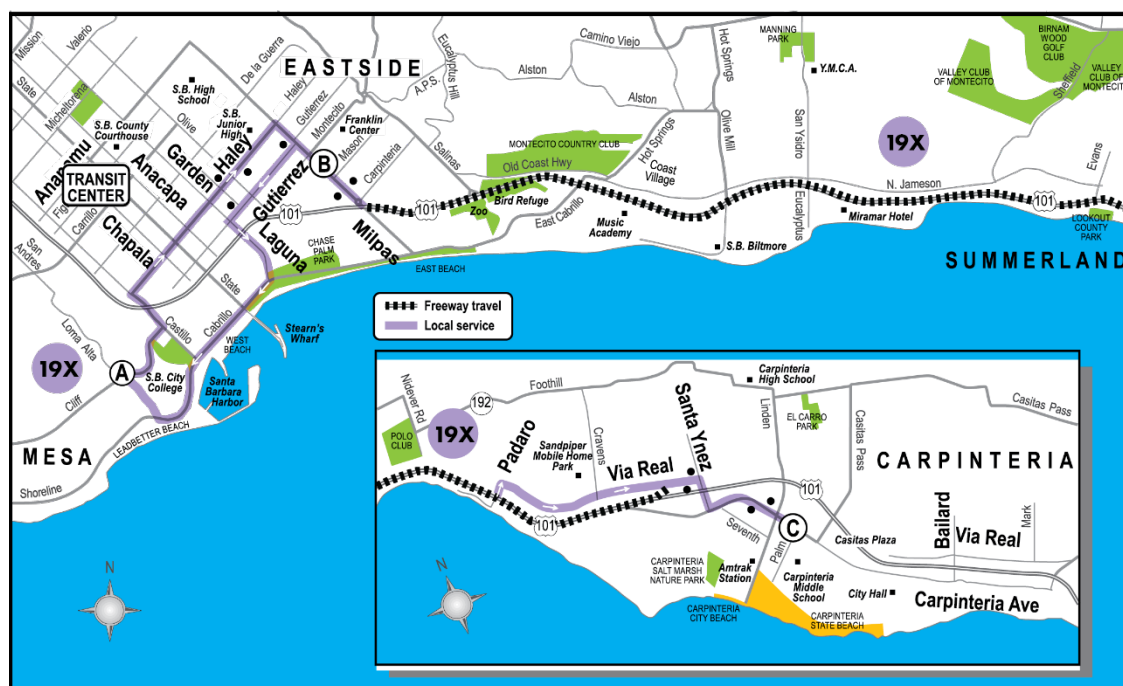 Mission
Valerio
State
Micheltorena
De la Guerra
EASTSIDE
S.B. High
School
Olive
S.B.
Junior
High
S.B. County
Courthouse
Haley
Gutierrez
Montecito
Franklin
Center
Mason
Carpinteria
Eucalyptus Hill
A.P.S.
Salinas
Camino Viejo
Alston
Alston
Hot Springs
Olive Mill
MANNING
PARK
Y.M.C.A.
San Ysidro
19X
VALLEY CLUB
OF MONTECITO
BIRNAM
WOOD
GOLF
CLUB
VALLEY
CLUB OF
MONTECITO
Sheffield
Evans
Anapamu
TRANSIT
CENTER
Fig
Carrillo
Anacapa
Garden
Haley
Gutierrez
B
Chapala
Laguna
Milpas
101
101
MONTECITO COUNTRY CLUB
Old Coast Hwy
Hot Springs
Coast
Village
Zoo
Bird Refuge
East Cabrillo
Music
Academy
S.B. Biltmore
Eucalyptus
Miramar Hotel
N. Jameson
101
LOOKOUT
COUNTY
PARK
SUMMERLAND
San
Andres
CHASE
PALM PARK
EAST BEACH
State
Cabrillo
Castillo
WEST
BEACH
Stearn's
Wharf
Loma Alta
19X
A
Cliff
S.B. City
College
Santa
Barbara
Harbor
LEADBETTER BEACH
MESA
Shoreline
Freeway travel
Local service
N
Nidever Rd
192
Foothill
19X
POLO
CLUB
Padaro
Sandpiper
Mobile Home
Park
Cravens
Via Real
Santa Ynez
Carpinteria
High School
Linden
EL CARRO
PARK
Casitas Pass
Casitas Pass
CARPINTERIA
101
101
C
Seventh
Palm
Casitas Plaza
Bailard
Via Real
Mark
CARPINTERIA
SALT MARSH
NATURE PARK
Amtrak
Station
Carpinteria
Middle
School
City Hall
Carpinteria Ave
CARPINTERIA
CITY BEACH
CARPINTERIA
STATE BEACH
N